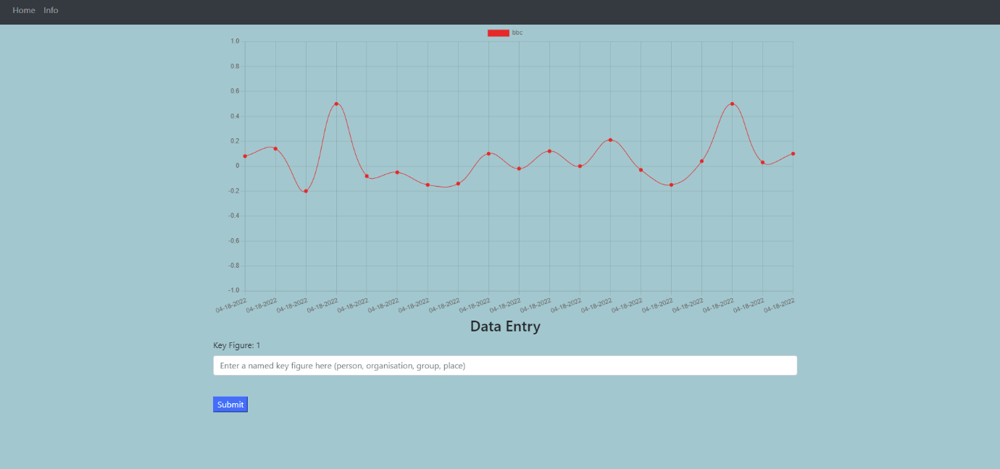 Home Info
bbc
1.0
0.8
0.6
0.4
0.2
0
-0.2
-0.4
-0.6
-0.8
-1.0
04-18-2022 04-18-2022 04-18-2022 04-18-2022 04-18-2022 04-18-2022 04-18-2022 04-18-2022 04-18-2022 04-18-2022 04-18-2022 04-18-2022 04-18-2022 04-18-2022 04-18-2022 04-18-2022 04-18-2022 04-18-2022 04-18-2022
Data Entry
Key Figure: 1
Enter a named key figure here (person, organisation, group, place)
Submit